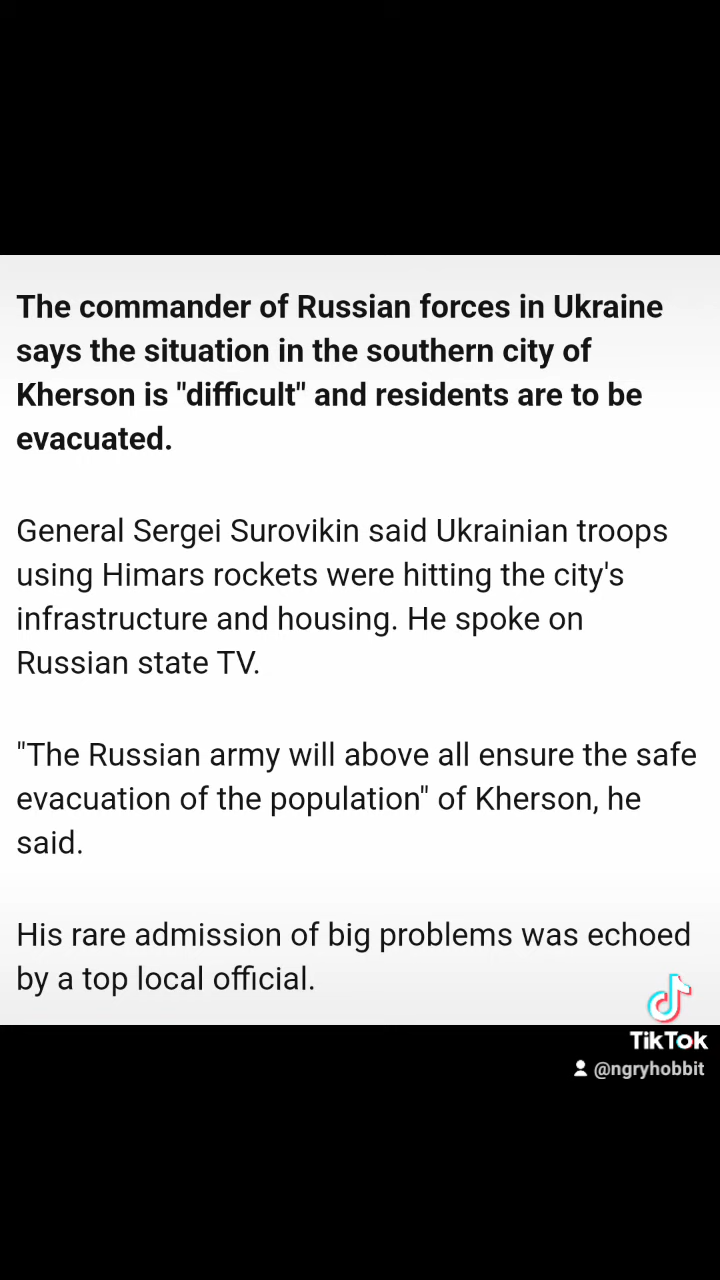 The commander of Russian forces in Ukraine
says the situation in the southern city of
Kherson is "difficult" and residents are to be
evacuated.
General Sergei Surovikin said Ukrainian troops
using Himars rockets were hitting the city's
infrastructure and housing. He spoke on
Russian state TV.
"The Russian army will above all ensure the safe
evacuation of the population" of Kherson, he
said.
His rare admission of big problems was echoed
by a top local official.
TikTok
@ngryhobbit